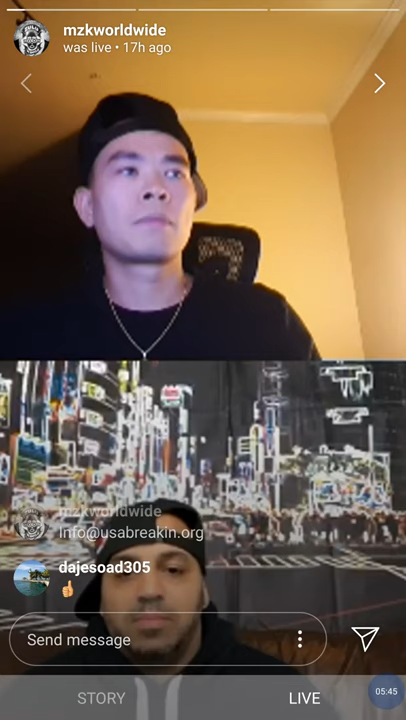 mzkworldwide
was live • 17h ago
mzkworldwide
Info@usabreakin.org
dajesoad305
👍
Send message
STORY
LIVE
05:45